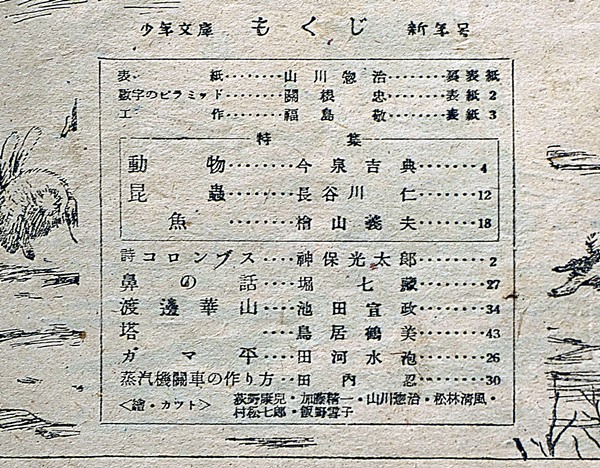 少年文庫 もくじ 新年号
表紙········山川惣治········裏表紙
数字のピラミッド········關根忠········表紙2
工作········福島敬········表紙3
特集
動物········今泉吉典········4
昆蟲········長谷川仁········12
魚········檜山義夫········18
詩 コロンブス····神保光太郎········2
鼻の話········堀七藏········27
渡邊華山····池田宣政········34
塔····鳥居鶴美········43
ガマ平····田河水泡········26
蒸汽機關車の作り方··田内忍········30
<繪・カット>荻野康兒・加藤精一・山川惣治・松林清風・
村松七郎・飯野雪子